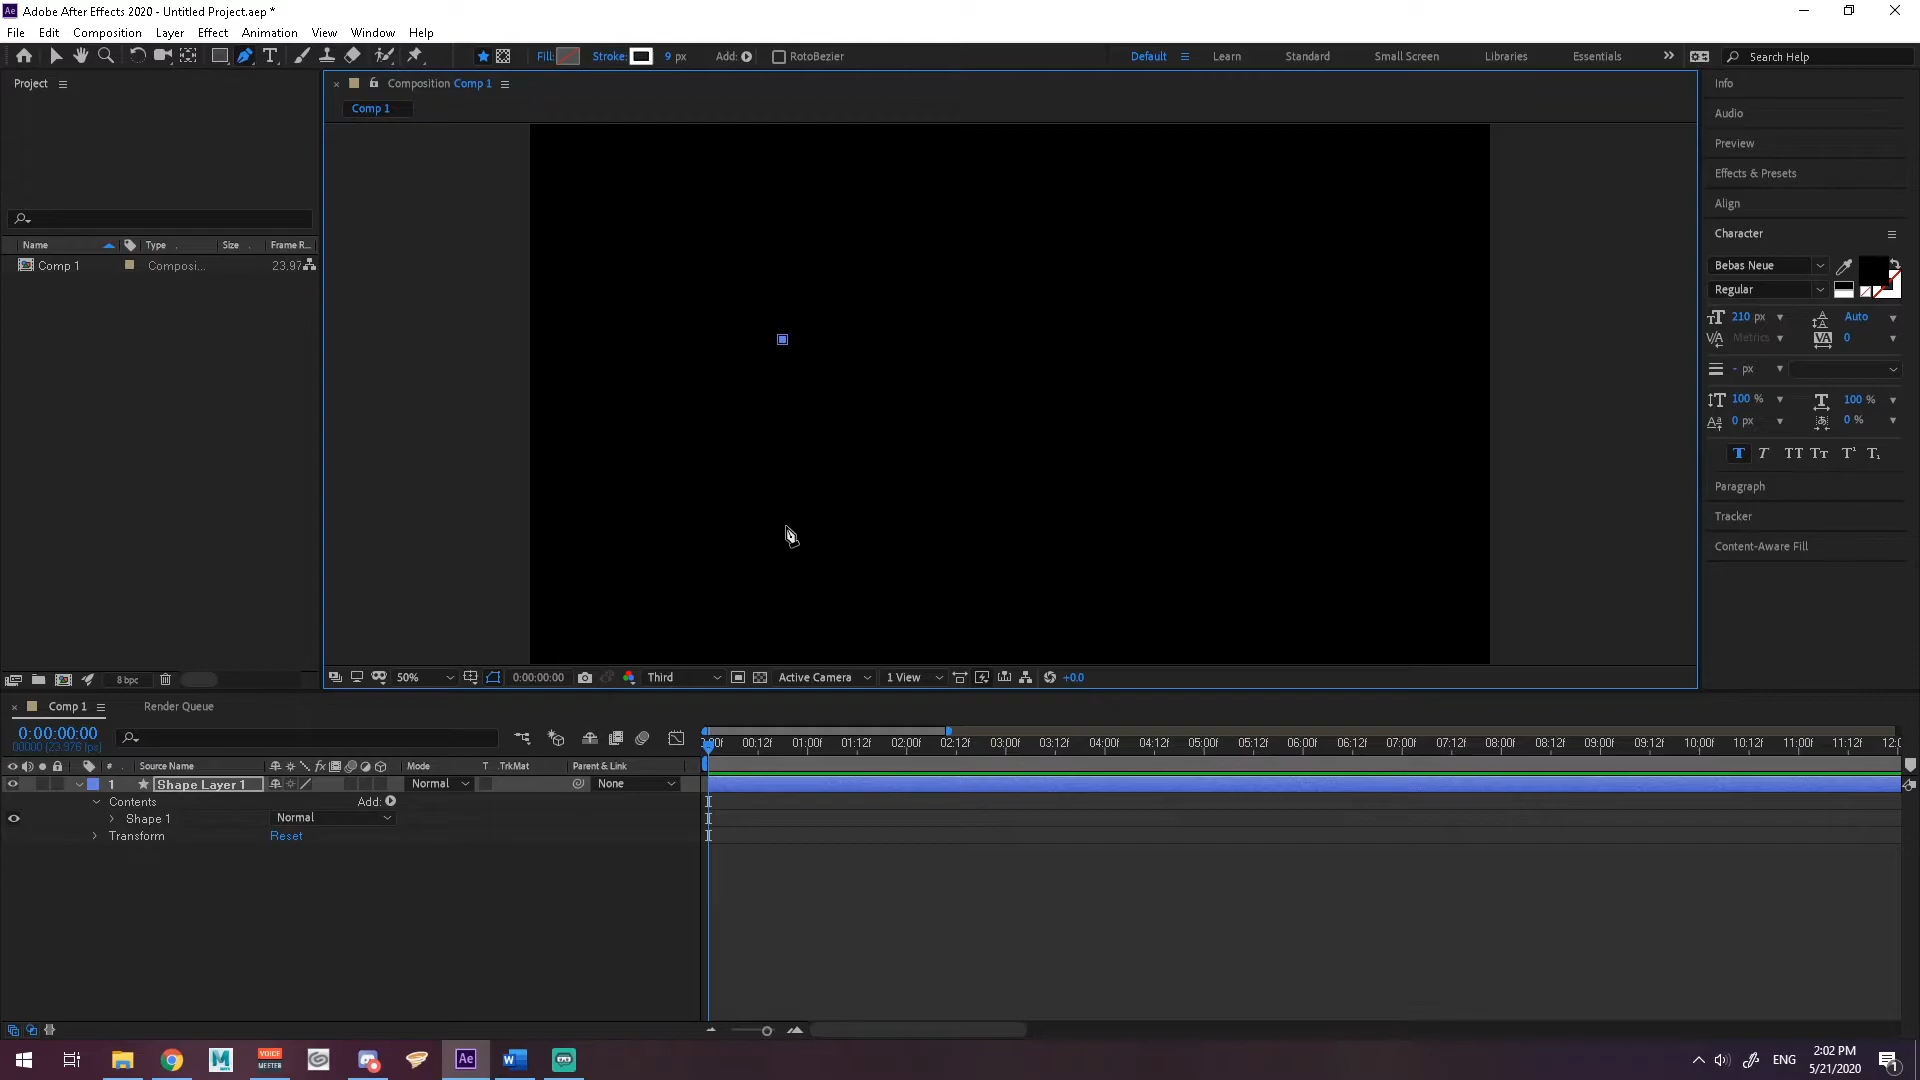 Adobe After Effects 2020 - Untitled Project.aep *
File Edit Composition Layer Effect Animation View Window Help
Fill: Stroke: 9 px Add: RotoBezier Default Learn Standard Small Screen Libraries Essentials Search Help
Project
Composition Comp 1
Comp 1
Name Type Size Frame R...
Comp 1 Composi... 23.97
Info
Audio
Preview
Effects & Presets
Align
Character
Bebas Neue
Regular
210 px Auto
Metrics 0
- px
100 % 100 %
0 px 0 %
T T TT Tt T¹ T₁
Paragraph
Tracker
Content-Aware Fill
8 bpc 50% 0:00:00:00 Third Active Camera 1 View +0.0
Comp 1 Render Queue
0:00:00:00
00000 (23.976 fps)
00:12f 01:00f 01:12f 02:00f 02:12f 03:00f 03:12f 04:00f 04:12f 05:00f 05:12f 06:00f 06:12f 07:00f 07:12f 08:00f 08:12f 09:00f 09:12f 10:00f 10:12f 11:00f 11:12f
# Source Name fx Mode T .TrkMat Parent & Link
1 Shape Layer 1 Normal None
Contents Add:
Shape 1 Normal
Transform Reset
VOICE MEETER Ae ENG 2:02 PM
5/21/2020 1